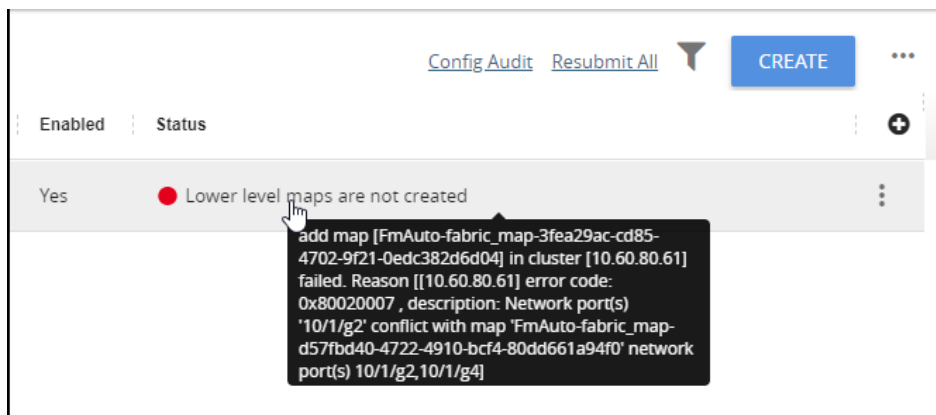 Config Audit Resubmit All CREATE
Enabled Status
Yes Lower level maps are not created
add map [FmAuto-fabric_map-3fea29ac-cd85-
4702-9f21-0edc382d6d04] in cluster [10.60.80.61]
failed. Reason [[10.60.80.61] error code:
0x80020007 , description: Network port(s)
'10/1/g2' conflict with map 'FmAuto-fabric_map-
d57fbd40-4722-4910-bcf4-80dd661a94f0' network
port(s) 10/1/g2,10/1/g4]